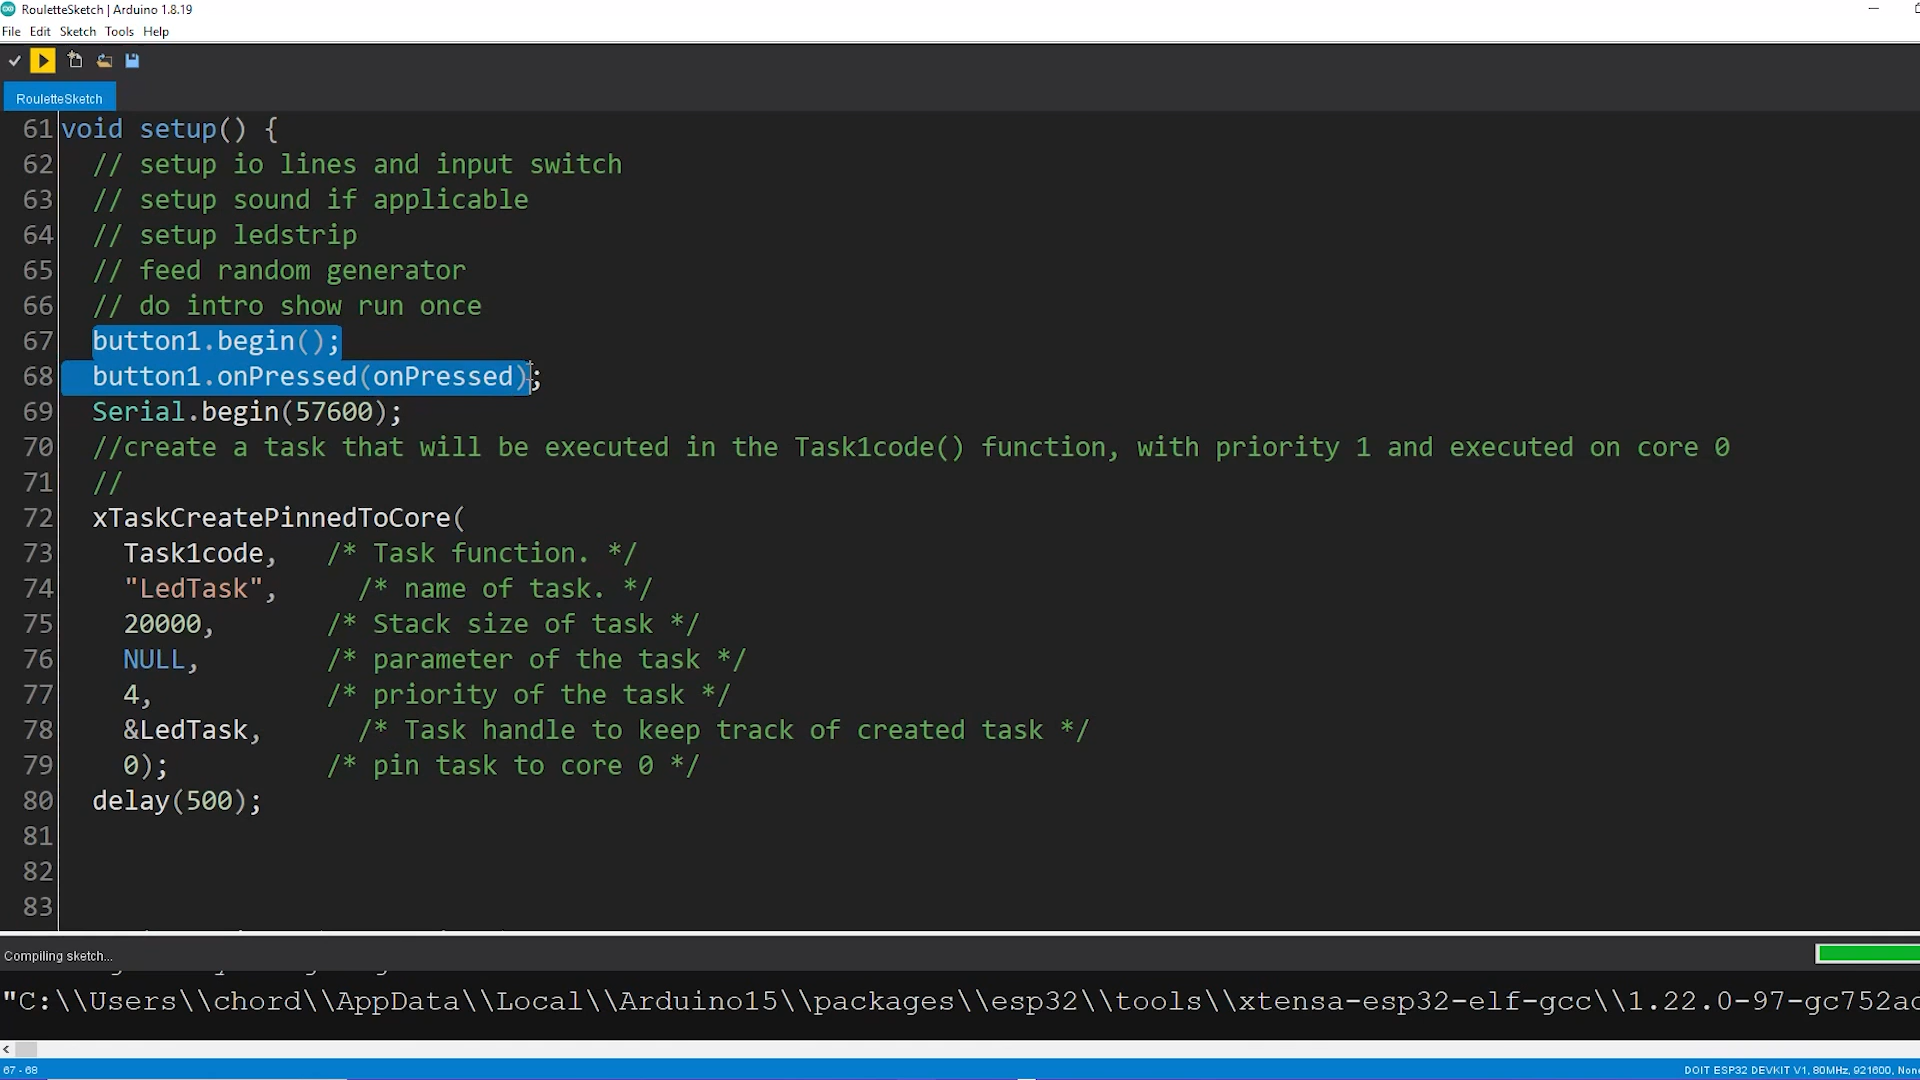 RouletteSketch | Arduino 1.8.19
File Edit Sketch Tools Help
RouletteSketch
61 void setup() {
62 // setup io lines and input switch
63 // setup sound if applicable
64 // setup ledstrip
65 // feed random generator
66 // do intro show run once
67 button1.begin();
68 button1.onPressed(onPressed);
69 Serial.begin(57600);
70 //create a task that will be executed in the Task1code() function, with priority 1 and executed on core 0
71 //
72 xTaskCreatePinnedToCore(
73 Task1code, /* Task function. */
74 "LedTask", /* name of task. */
75 20000, /* Stack size of task */
76 NULL, /* parameter of the task */
77 4, /* priority of the task */
78 &LedTask, /* Task handle to keep track of created task */
79 0); /* pin task to core 0 */
80 delay(500);
81
82
83
Compiling sketch...
"C:\\Users\\chord\\AppData\\Local\\Arduino15\\packages\\esp32\\tools\\xtensa-esp32-elf-gcc\\1.22.0-97-gc752ad
67 - 68
DOIT ESP32 DEVKIT V1, 80MHz, 921600, None